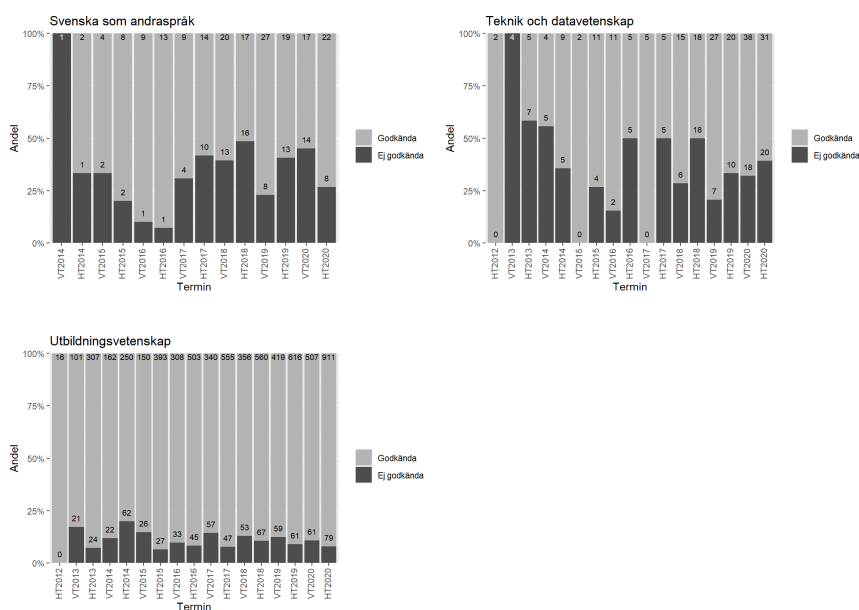 Svenska som andraspråk
1 2 4 8 9 13 9 14 20 17 27 19 17 22
1 2 2 1 1 4 10 13 16 8 13 14 8
100%
75%
50%
25%
0%
Andel
VT2014 HT2014 VT2015 HT2015 VT2016 HT2016 VT2017 HT2017 VT2018 HT2018 VT2019 HT2019 VT2020 HT2020
Termin
Godkända
Ej godkända
Teknik och datavetenskap
2 4 5 4 9 2 11 11 5 5 5 15 18 27 20 38 31
0 7 5 5 0 4 2 5 0 5 6 18 7 10 18 20
100%
75%
50%
25%
0%
Andel
HT2012 VT2013 HT2013 VT2014 HT2014 VT2015 HT2015 VT2016 HT2016 VT2017 HT2017 VT2018 HT2018 VT2019 HT2019 VT2020 HT2020
Termin
Godkända
Ej godkända
Utbildningsvetenskap
16 101 307 162 250 150 393 308 503 340 555 356 560 419 616 507 911
0 21 24 22 62 26 27 33 45 57 47 53 67 59 61 61 79
100%
75%
50%
25%
0%
Andel
HT2012 VT2013 HT2013 VT2014 HT2014 VT2015 HT2015 VT2016 HT2016 VT2017 HT2017 VT2018 HT2018 VT2019 HT2019 VT2020 HT2020
Termin
Godkända
Ej godkända